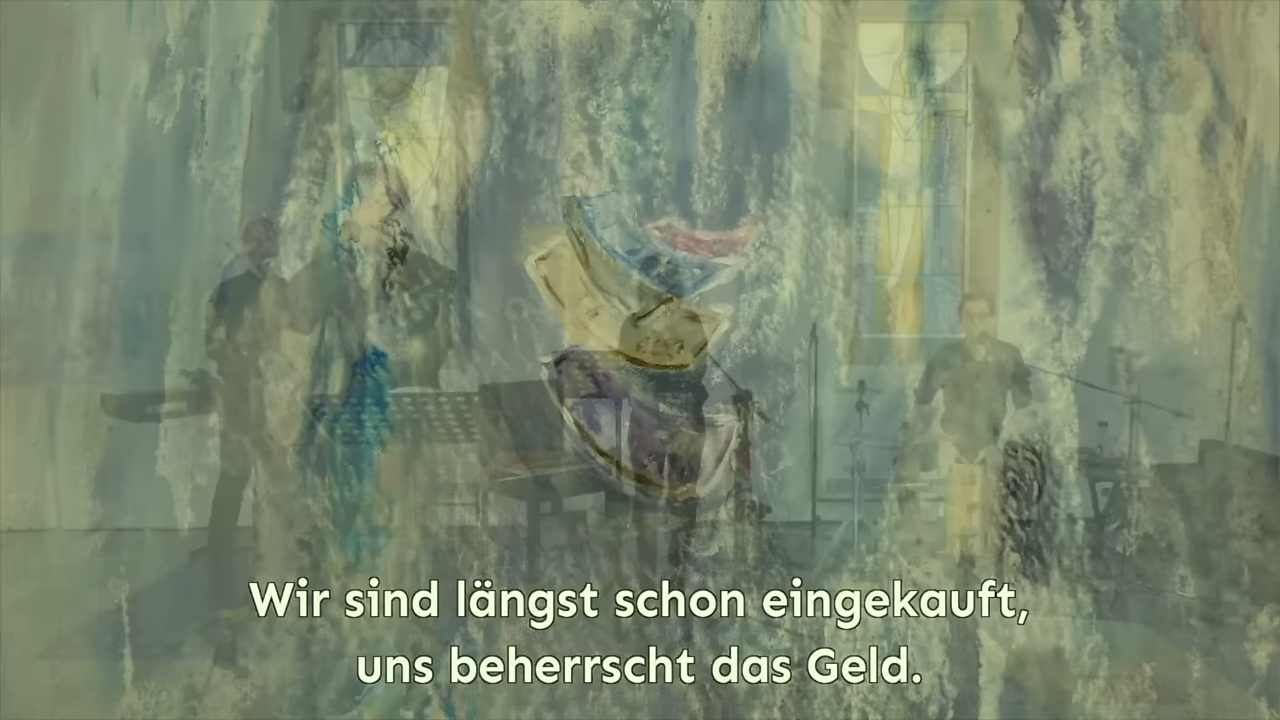 Wir sind längst schon eingekauft,
uns beherrscht das Geld.